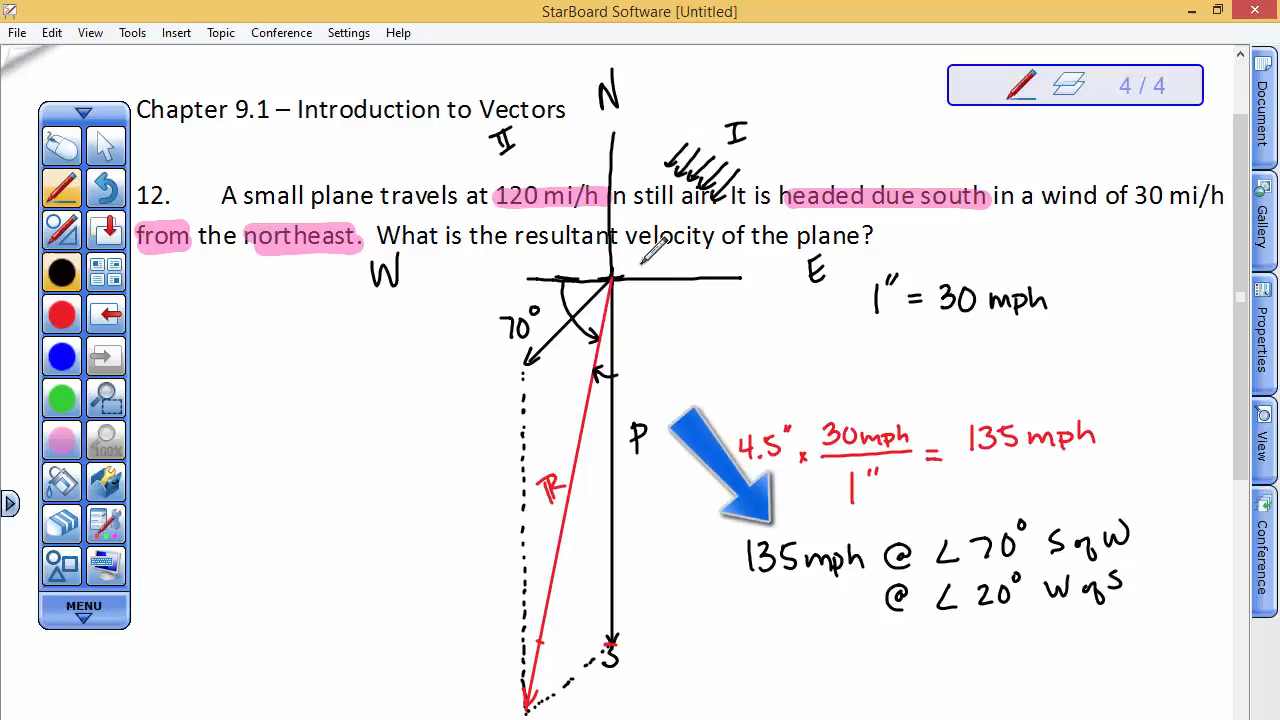 StarBoard Software [Untitled]
File Edit View Tools Insert Topic Conference Settings Help
4 / 4
Chapter 9.1 – Introduction to Vectors
N
II
I
12. A small plane travels at 120 mi/h in still air. It is headed due south in a wind of 30 mi/h
from the northeast. What is the resultant velocity of the plane?
W
E
1" = 30 mph
70°
P
4.5" × 30mph / 1" = 135 mph
R
135mph @ ∠70° S of W
@ ∠ 20° W of S
S
100%
MENU
Document
Gallery
Properties
View
Conference